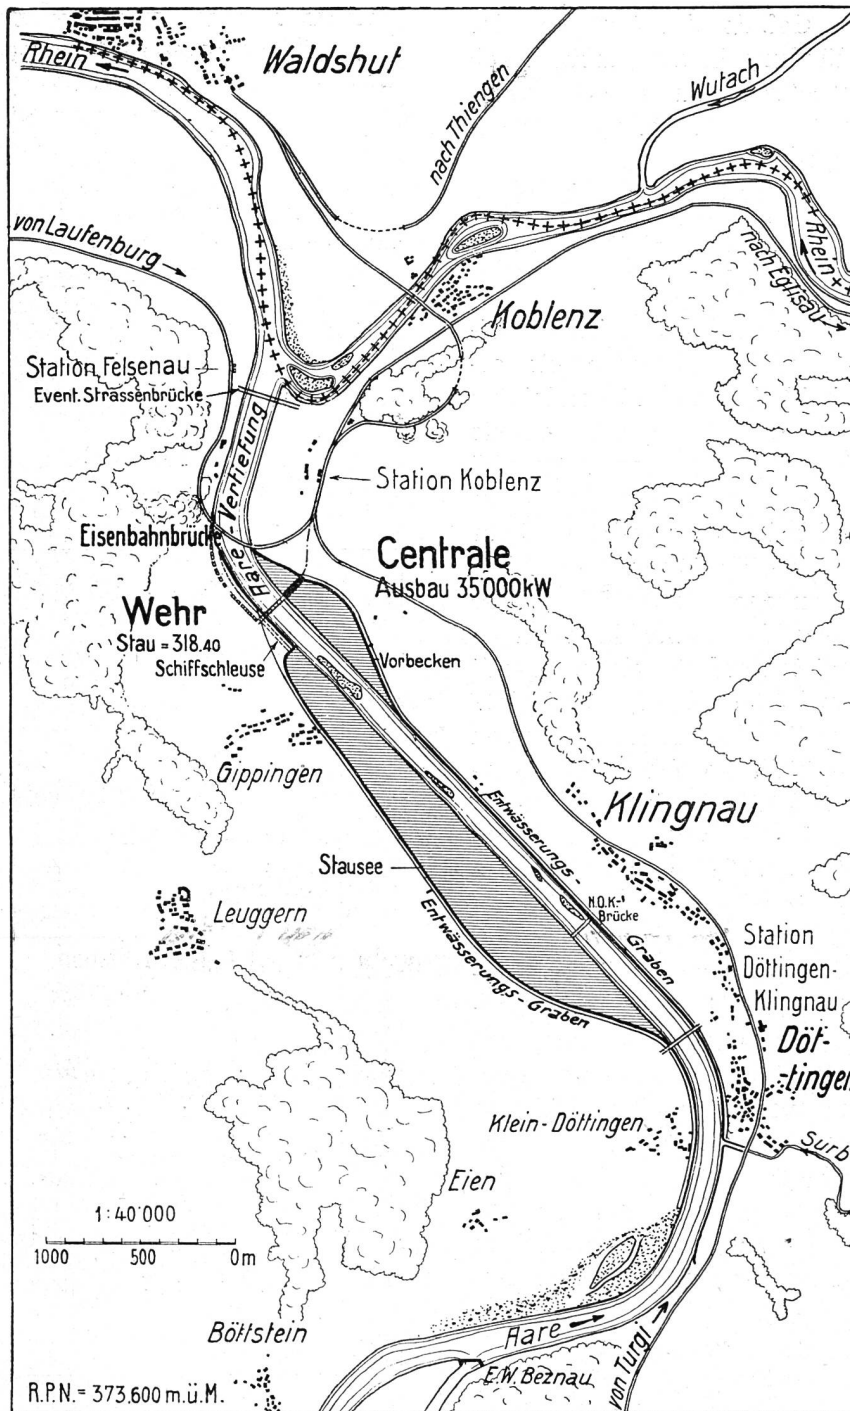 Waldshut
Rhein
nach Thiengen
Wutach
von Laufenburg
Rhein
nach Eglisau
Koblenz
Station Felsenau
Event. Strassenbrücke
Aare-Vertiefung
Station Koblenz
Eisenbahnbrücke
Centrale
Ausbau 35000kW
Wehr
Stau = 318.40
Schiffschleuse
Vorbecken
Gippingen
Klingnau
Entwässerungs-
Graben
Stausee
N.O.K.-
Brücke
Leuggern
Entwässerungs-Graben
Station
Döttingen-
Klingnau
Döt-
-tingen
Klein-Döttingen
Surb
Eien
1:40'000
1000 500 0m
Böttstein
Aare
E.W. Beznau
von Turgi
R.P.N. = 373,600 m.ü.M.